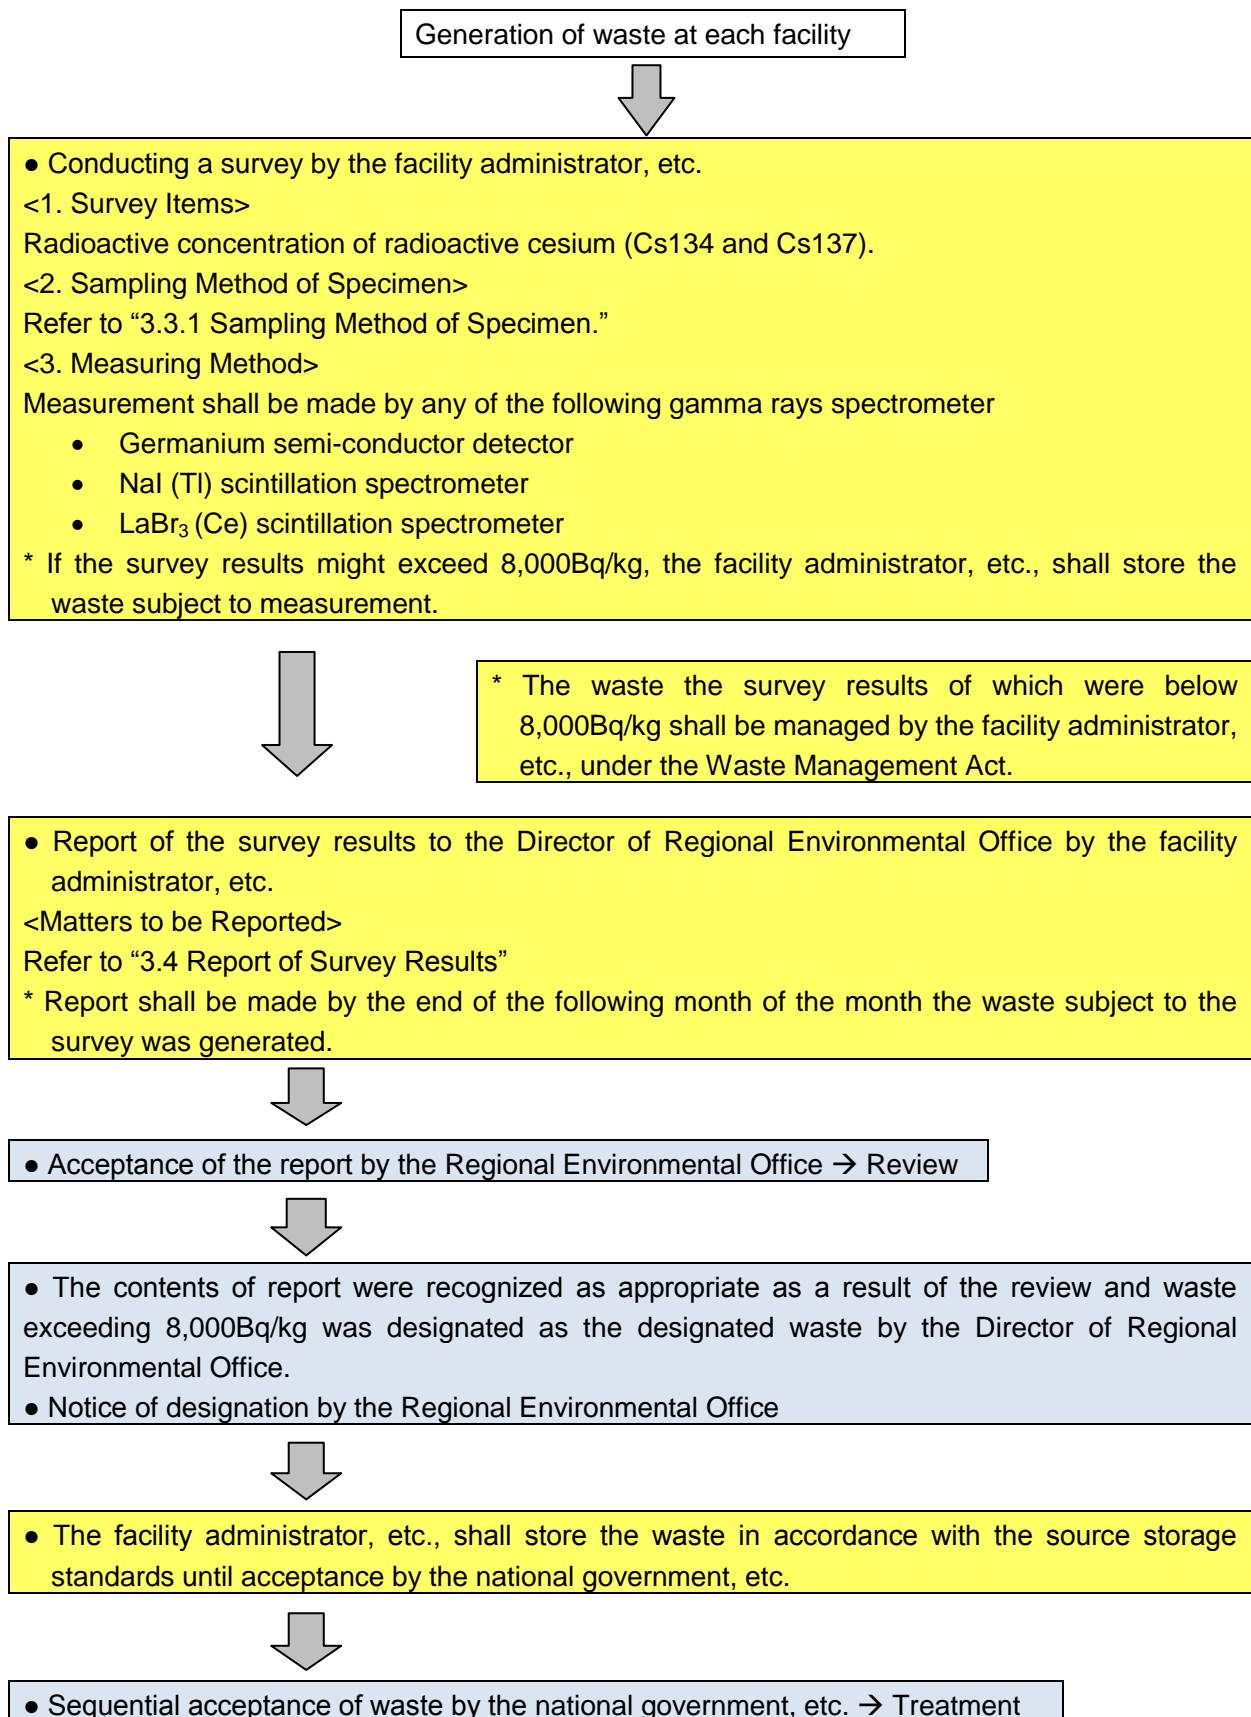 Generation of waste at each facility
● Conducting a survey by the facility administrator, etc.
<1. Survey Items>
Radioactive concentration of radioactive cesium (Cs134 and Cs137).
<2. Sampling Method of Specimen>
Refer to “3.3.1 Sampling Method of Specimen.”
<3. Measuring Method>
Measurement shall be made by any of the following gamma rays spectrometer
• Germanium semi-conductor detector
• NaI (Tl) scintillation spectrometer
• LaBr3 (Ce) scintillation spectrometer
* If the survey results might exceed 8,000Bq/kg, the facility administrator, etc., shall store the
waste subject to measurement.
* The waste the survey results of which were below
8,000Bq/kg shall be managed by the facility administrator,
etc., under the Waste Management Act.
● Report of the survey results to the Director of Regional Environmental Office by the facility
administrator, etc.
<Matters to be Reported>
Refer to “3.4 Report of Survey Results”
* Report shall be made by the end of the following month of the month the waste subject to the
survey was generated.
● Acceptance of the report by the Regional Environmental Office → Review
● The contents of report were recognized as appropriate as a result of the review and waste
exceeding 8,000Bq/kg was designated as the designated waste by the Director of Regional
Environmental Office.
● Notice of designation by the Regional Environmental Office
● The facility administrator, etc., shall store the waste in accordance with the source storage
standards until acceptance by the national government, etc.
● Sequential acceptance of waste by the national government, etc. → Treatment